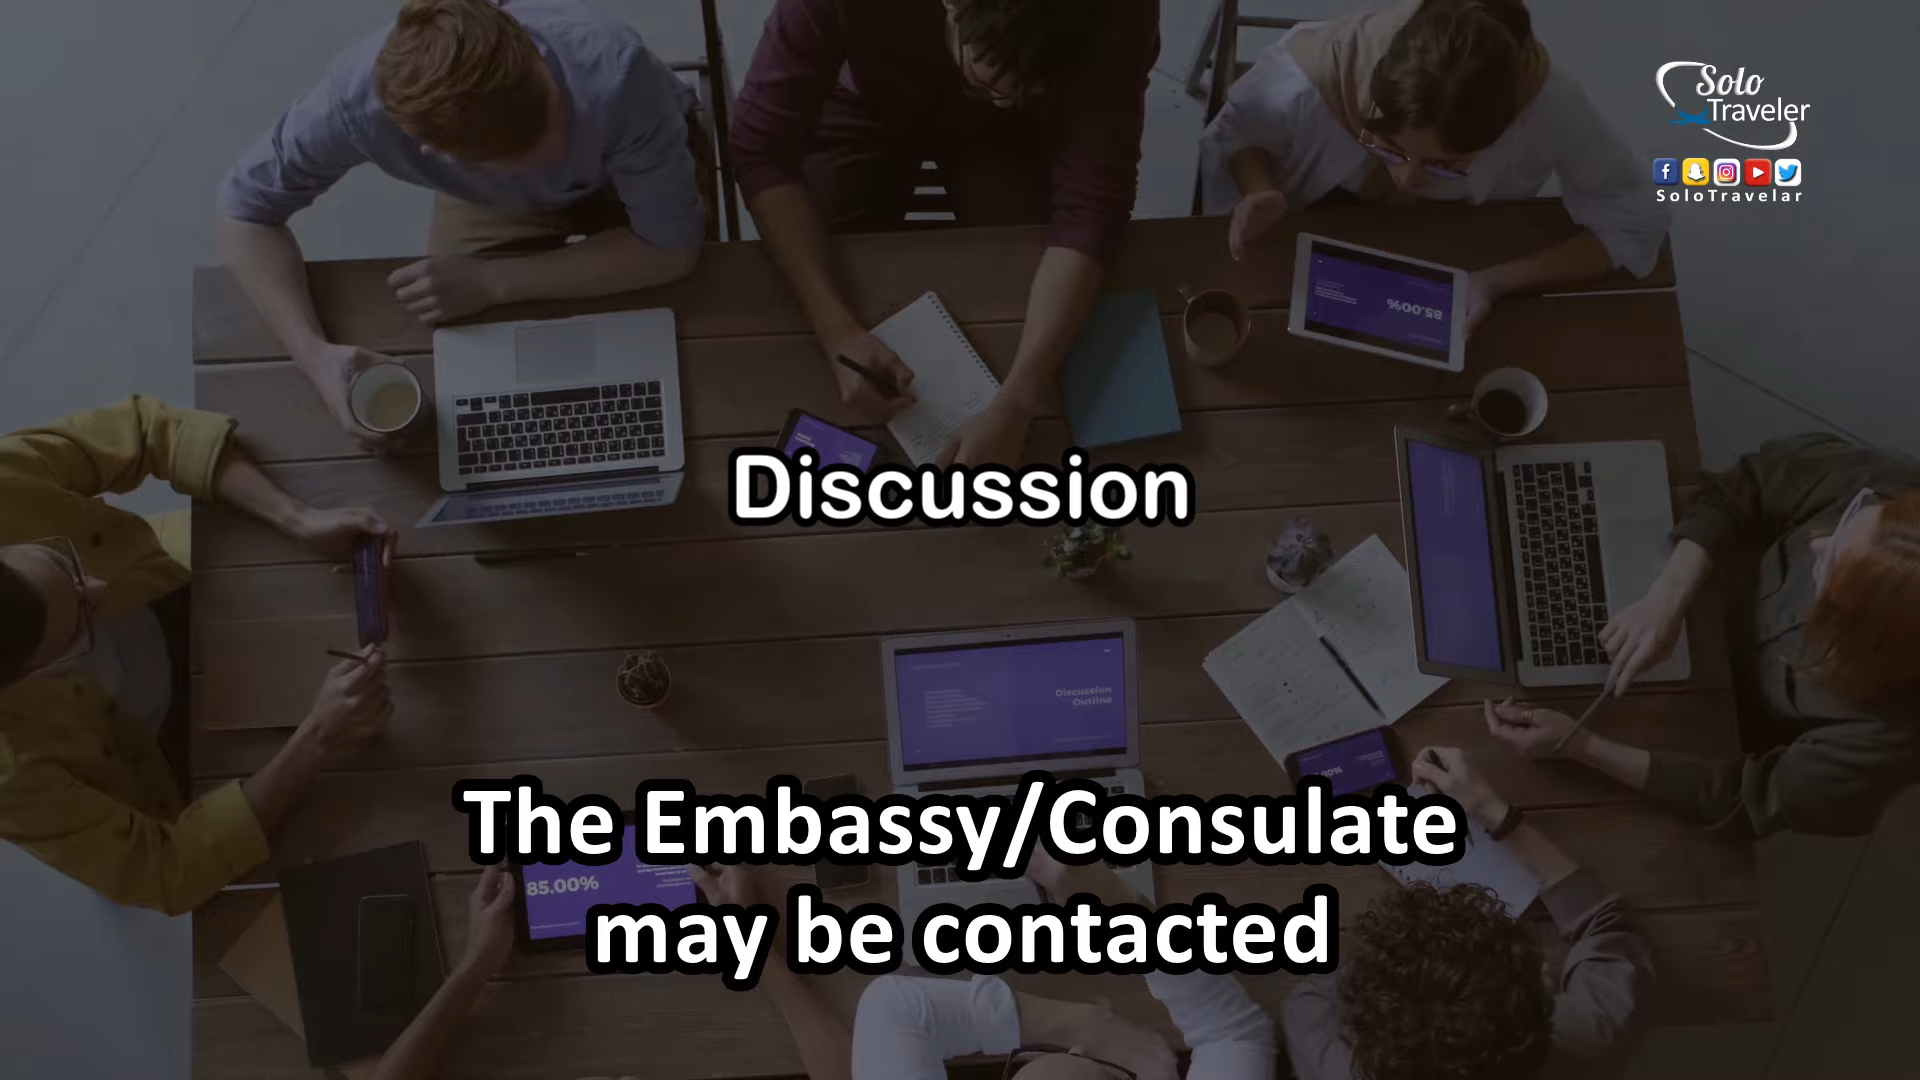 Solo
Traveler
SoloTravelar
85.00%
Discussion
Discussion
Outline
The Embassy/Consulate
may be contacted
85.00%